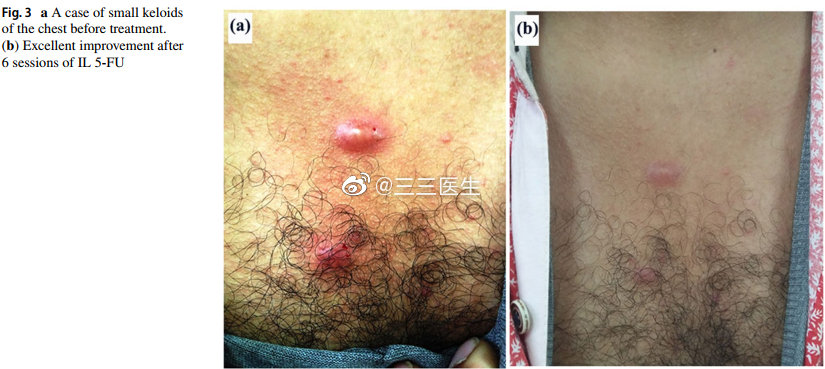 Fig. 3 a A case of small keloids
of the chest before treatment.
(b) Excellent improvement after
6 sessions of IL 5-FU
(a)
(b)
@三三医生